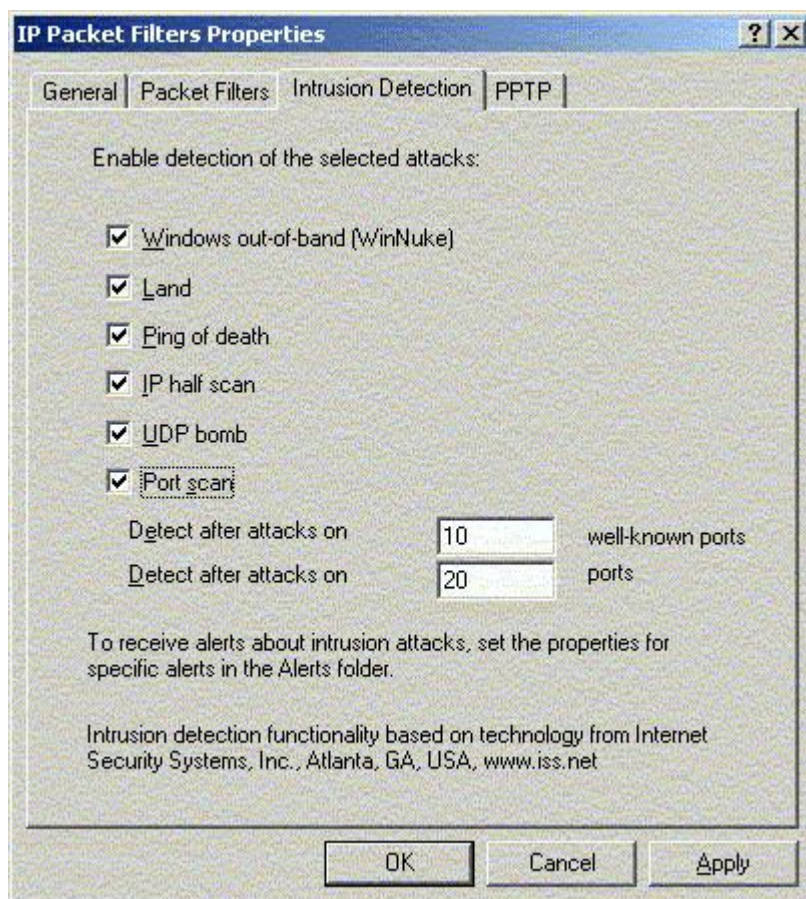 IP Packet Filters Properties
General Packet Filters Intrusion Detection PPTP
Enable detection of the selected attacks:
Windows out-of-band (WinNuke)
Land
Ping of death
IP half scan
UDP bomb
Port scan
Detect after attacks on 10 well-known ports
Detect after attacks on 20 ports
To receive alerts about intrusion attacks, set the properties for
specific alerts in the Alerts folder.
Intrusion detection functionality based on technology from Internet
Security Systems, Inc., Atlanta, GA, USA, www.iss.net
OK Cancel Apply